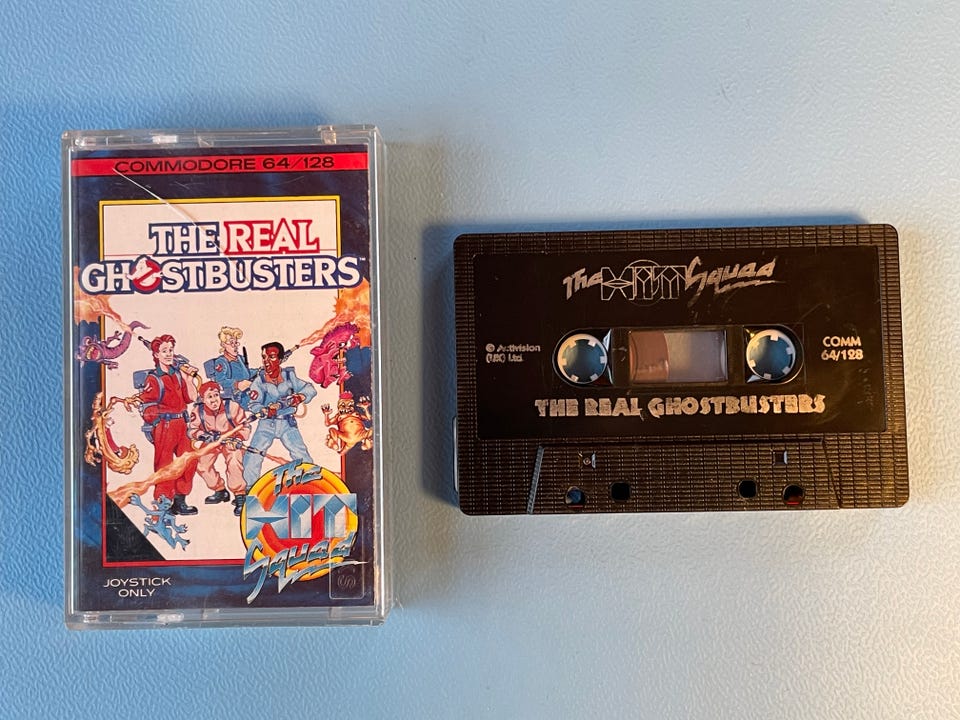 COMMODORE 64/128
THE REAL
GHOSTBUSTERS™
The
HIT
Squad
JOYSTICK
ONLY
The HIT Squad
© Activision
(UK) Ltd.
COMM
64/128
THE REAL GHOSTBUSTERS